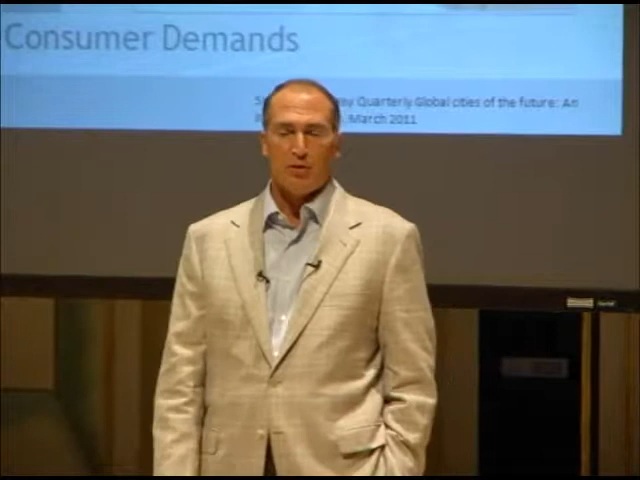 Consumer Demands
Quarterly Global cities of the future: An
March 2011